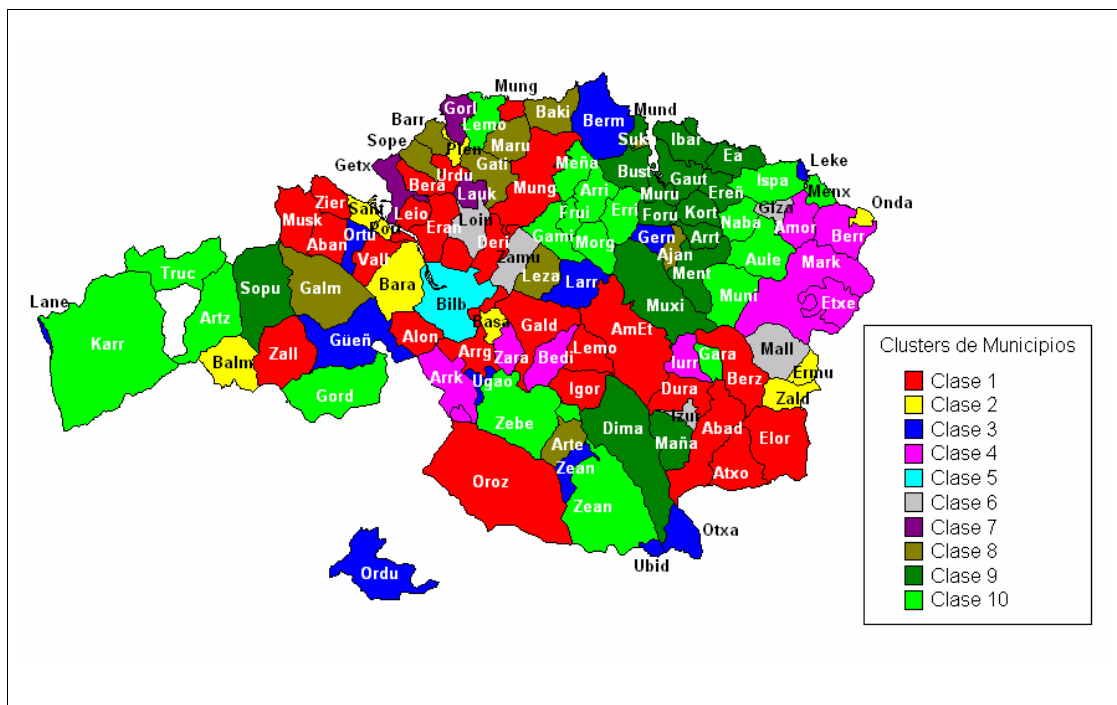 Mung
Gorl
Baki
Barr
Lemo
Berm
Mund
Sope
Maru
Suk
Ibar
Plen
Ea
Getx
Gati
Meña
Bust
Leke
Urdu
Gaut
Ispa
Bera
Mung
Arri
Muru
Ereñ
Menx
Zier
Sant
Lauk
Erri
Onda
Musk
Leio
Loin
Frui
Foru
Kort
Naba
Giza
Aban
Ortu
Port
Eran
Deri
Gami
Morg
Gern
Arrt
Amor
Berr
Valh
Zamu
Ajan
Aule
Mark
Truc
Sopu
Galm
Bara
Leza
Larr
Ment
Lane
Artz
Bilb
Muxi
Muni
Etxe
Karr
Güeñ
Alon
Basa
Gald
AmEt
Balm
Zall
Arrg
Zara
Bedi
Lemo
Iurr
Gara
Mall
Ermu
Arrk
Ugao
Igor
Dura
Berz
Zald
Gord
Zebe
Dima
Izur
Abad
Elor
Arte
Maña
Oroz
Zean
Atxo
Zean
Otxa
Ubid
Ordu
Clusters de Municipios
Clase 1
Clase 2
Clase 3
Clase 4
Clase 5
Clase 6
Clase 7
Clase 8
Clase 9
Clase 10